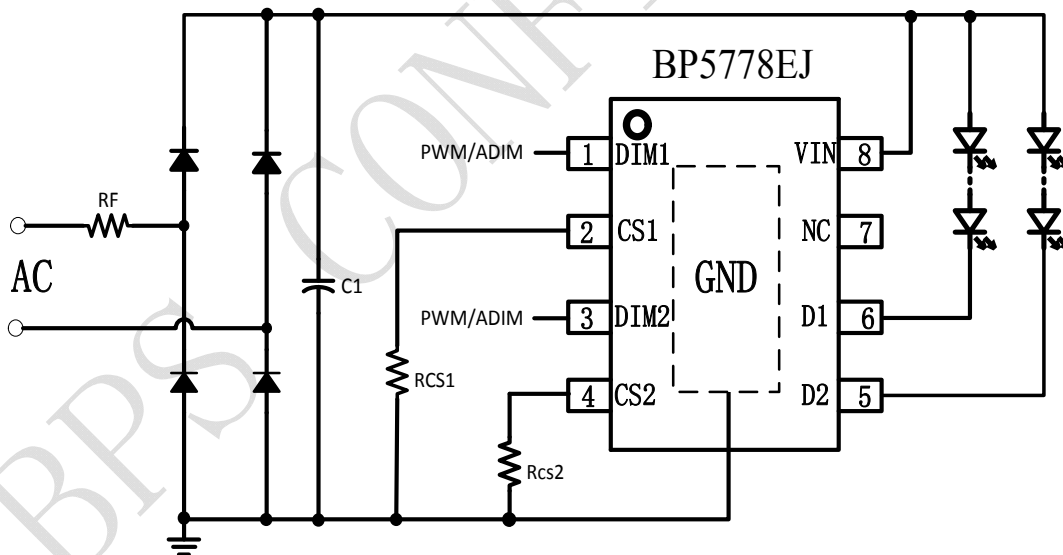 BP5778EJ
PWM/ADIM
1 DIM1
VIN 8
RF
2 CS1
NC 7
AC
C1
GND
PWM/ADIM
3 DIM2
D1 6
RCS1
4 CS2
D2 5
Rcs2
BPS